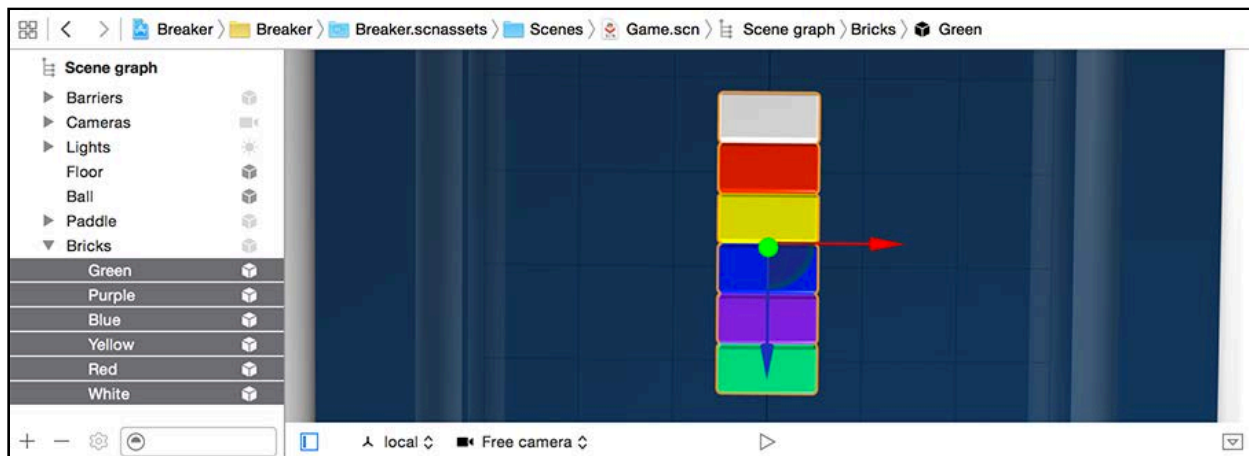 Breaker Breaker Breaker.scnassets Scenes Game.scn Scene graph Bricks Green
Scene graph
Barriers
Cameras
Lights
Floor
Ball
Paddle
Bricks
Green
Purple
Blue
Yellow
Red
White
local Free camera